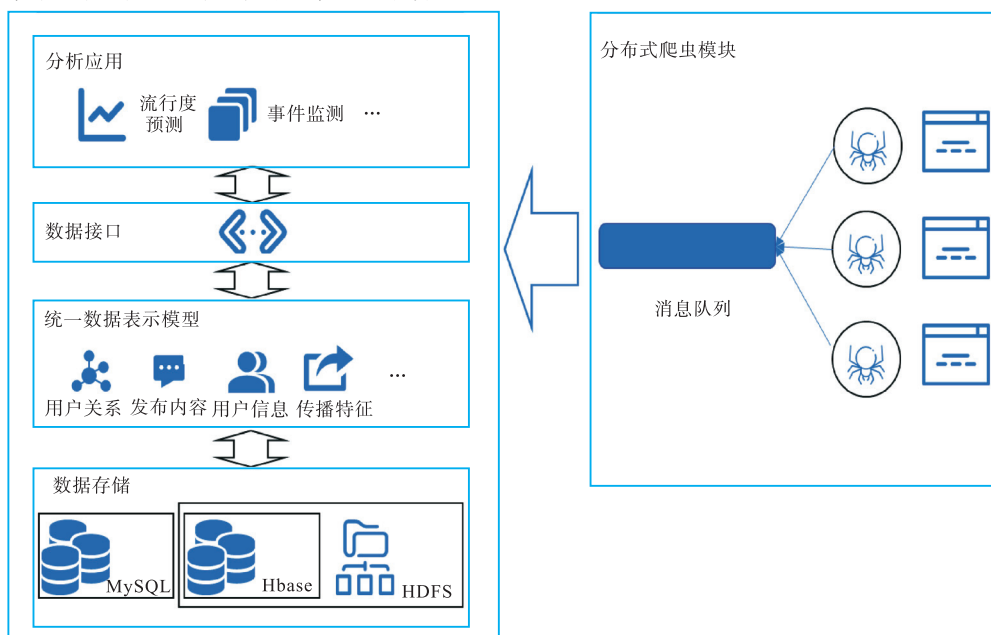 分析应用
流行度
预测
事件监测
…
数据接口
统一数据表示模型
…
用户关系
发布内容
用户信息
传播特征
数据存储
MySQL
Hbase
HDFS
分布式爬虫模块
消息队列